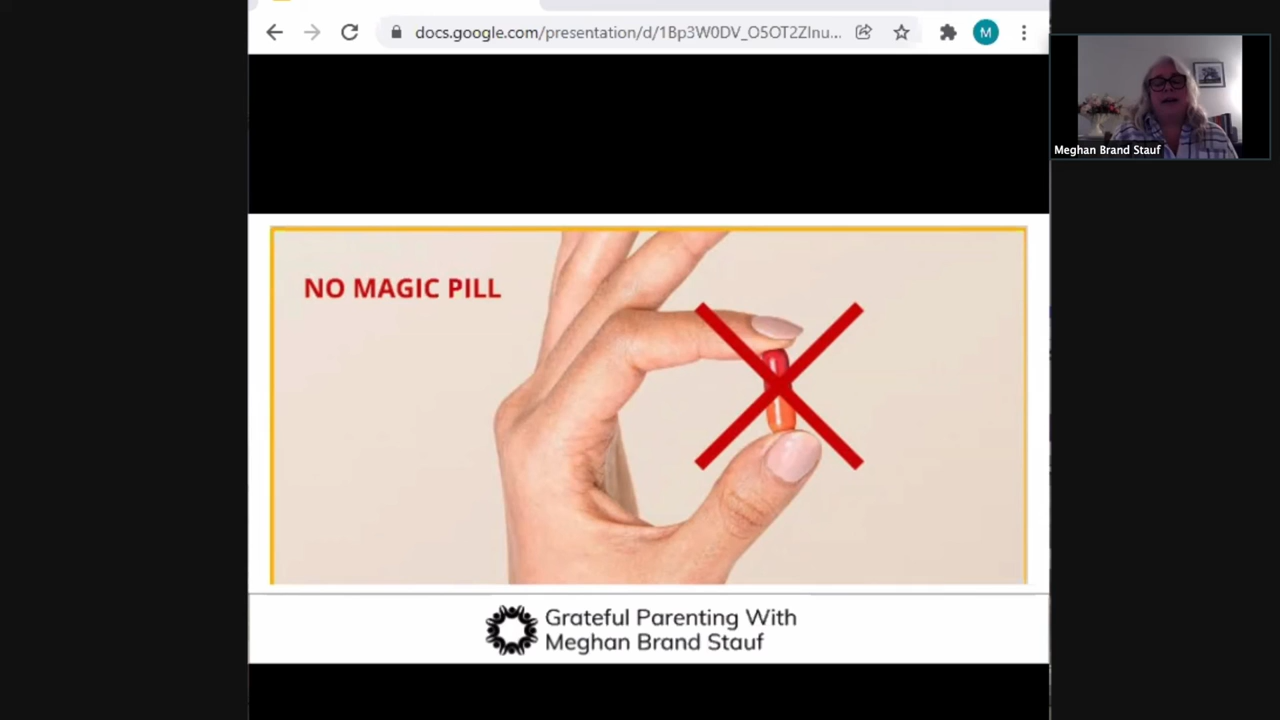 docs.google.com/presentation/d/1Bp3W0DV_O5OT2ZInu...
M
Meghan Brand Stauf
NO MAGIC PILL
Grateful Parenting With
Meghan Brand Stauf